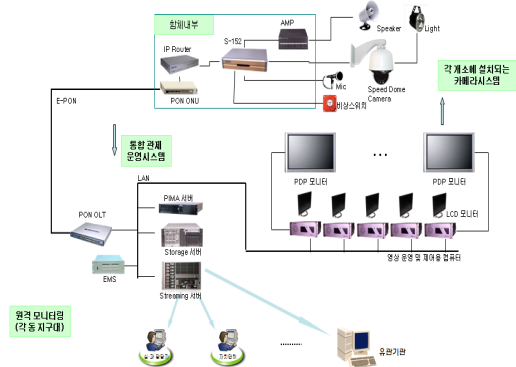 함체내부
AMP
Speaker
Light
S-152
IP Router
PON ONU
Mic
비상스위치
Speed Dome
Camera
각 개소에 설치되는
카메라시스템
E-PON
통합 관제
운영시스템
LAN
PDP 모니터
...
PDP 모니터
PIMA 서버
LCD 모니터
PON OLT
Storage 서버
EMS
영상 운영 및 제어용 컴퓨터
Streaming 서버
원격 모니터링
(각 동 지구대)
..........
유관기관